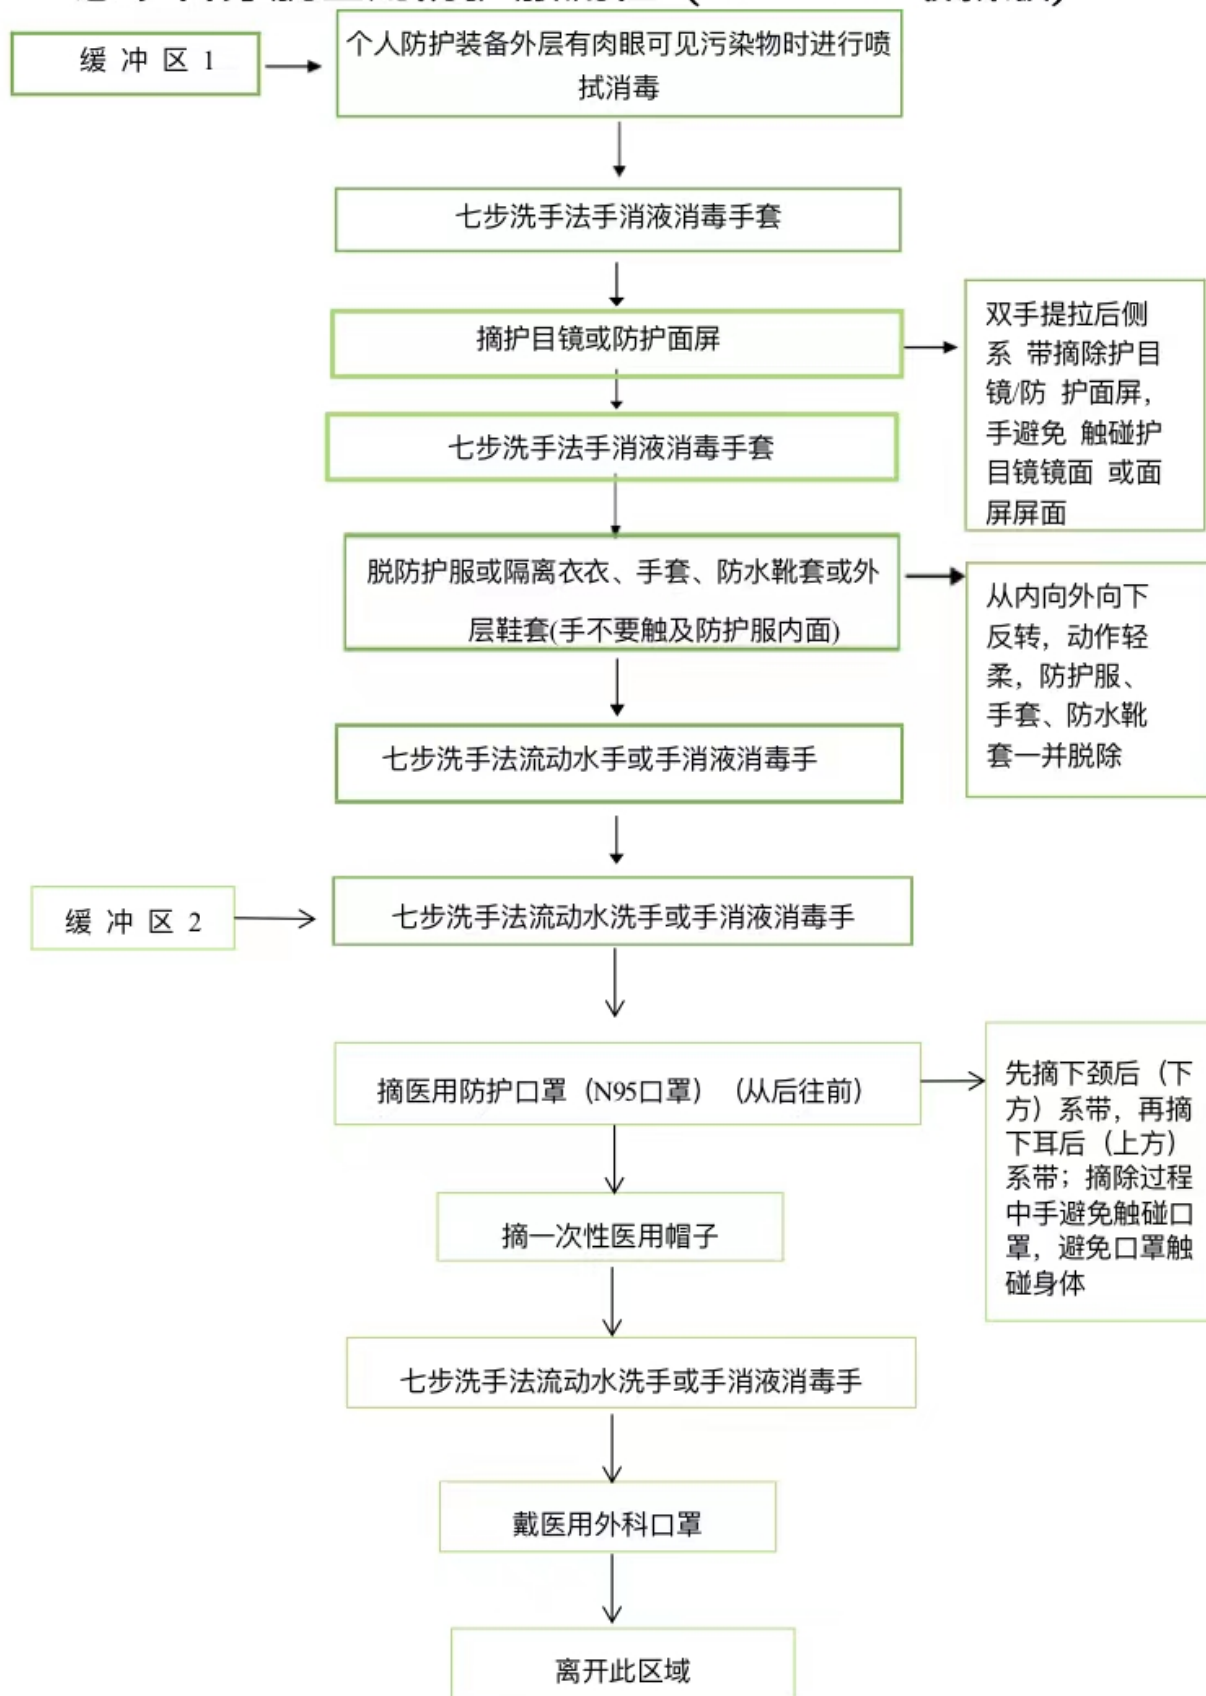 缓 冲 区 1
个人防护装备外层有肉眼可见污染物时进行喷
拭消毒
七步洗手法手消液消毒手套
摘护目镜或防护面屏
双手提拉后侧
系 带摘除护目
镜/防 护面屏，
手避免 触碰护
目镜镜面 或面
屏屏面
七步洗手法手消液消毒手套
脱防护服或隔离衣衣、手套、防水靴套或外
层鞋套(手不要触及防护服内面)
从内向外向下
反转，动作轻
柔，防护服、
手套、防水靴
套一并脱除
七步洗手法流动水手或手消液消毒手
缓 冲 区 2
七步洗手法流动水洗手或手消液消毒手
摘医用防护口罩（N95口罩）（从后往前）
先摘下颈后（下
方）系带，再摘
下耳后（上方）
系带；摘除过程
中手避免触碰口
罩，避免口罩触
碰身体
摘一次性医用帽子
七步洗手法流动水洗手或手消液消毒手
戴医用外科口罩
离开此区域